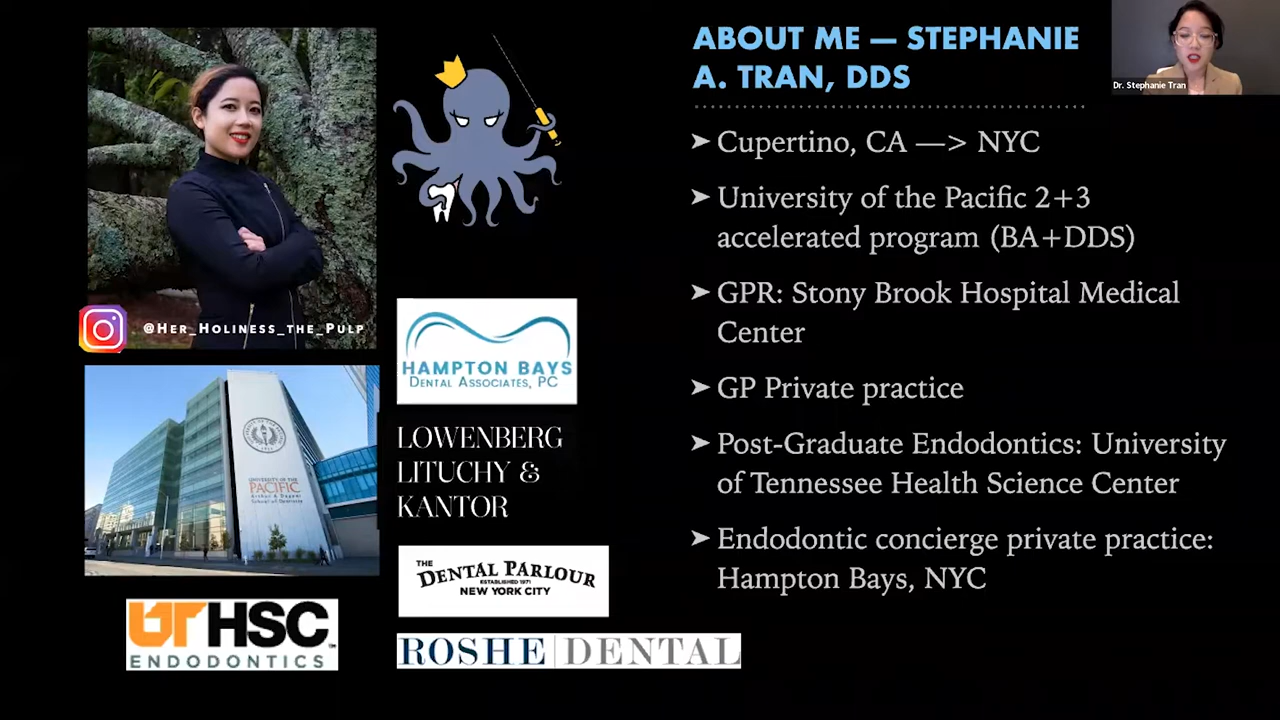 ABOUT ME — STEPHANIE
A. TRAN, DDS
Dr. Stephanie Tran
➤ Cupertino, CA —> NYC
➤ University of the Pacific 2+3
accelerated program (BA+DDS)
➤ GPR: Stony Brook Hospital Medical
Center
➤ GP Private practice
➤ Post-Graduate Endodontics: University
of Tennessee Health Science Center
➤ Endodontic concierge private practice:
Hampton Bays, NYC
@HER_HOLINESS_THE_PULP
HAMPTON BAYS
DENTAL ASSOCIATES, PC
LOWENBERG
LITUCHY &
KANTOR
UNIVERSITY OF THE
PACIFIC
THE
DENTAL PARLOUR
ESTABLISHED 1971
NEW YORK CITY
UTHSC
ENDODONTICS
ROSHE DENTAL